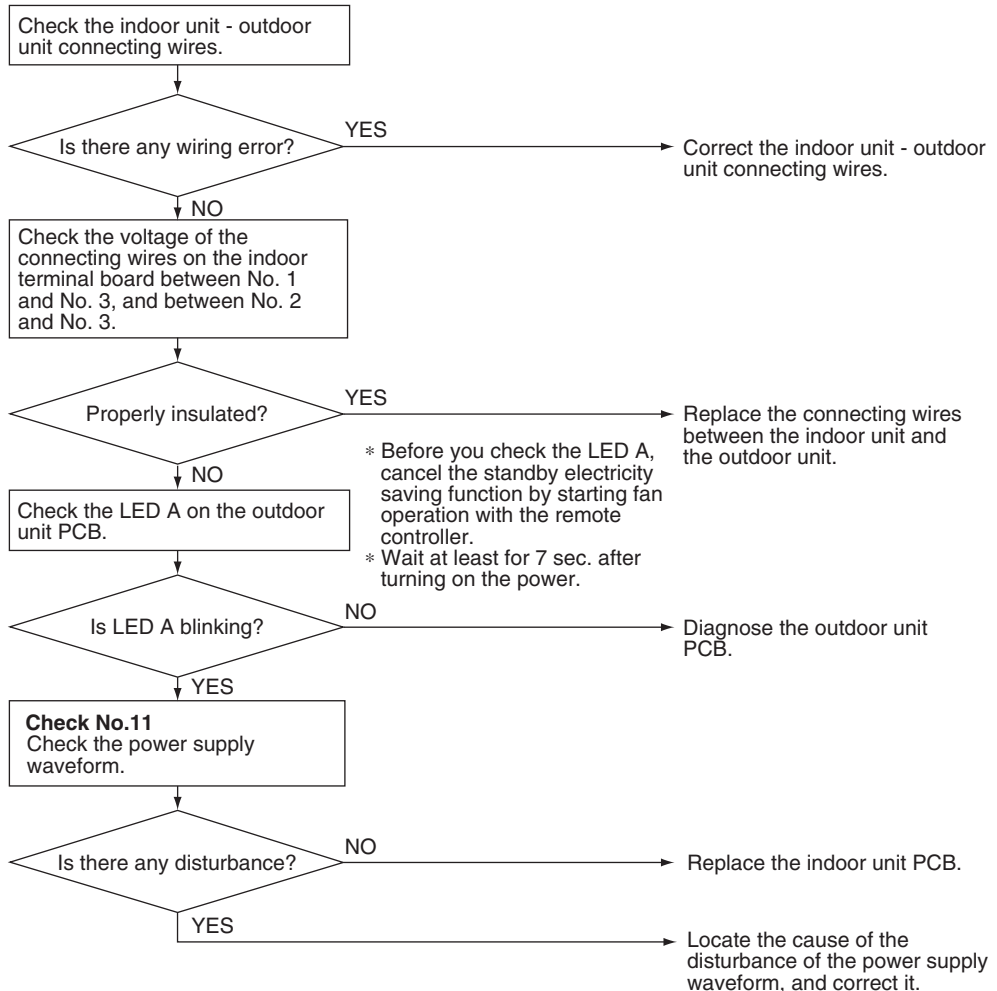 Check the indoor unit - outdoor
unit connecting wires.
Is there any wiring error?
YES
Correct the indoor unit - outdoor
unit connecting wires.
NO
Check the voltage of the
connecting wires on the indoor
terminal board between No. 1
and No. 3, and between No. 2
and No. 3.
Properly insulated?
YES
Replace the connecting wires
between the indoor unit and
the outdoor unit.
NO
∗ Before you check the LED A,
cancel the standby electricity
saving function by starting fan
operation with the remote
controller.
∗ Wait at least for 7 sec. after
turning on the power.
Check the LED A on the outdoor
unit PCB.
Is LED A blinking?
NO
Diagnose the outdoor unit
PCB.
YES
Check No.11
Check the power supply
waveform.
Is there any disturbance?
NO
Replace the indoor unit PCB.
YES
Locate the cause of the
disturbance of the power supply
waveform, and correct it.